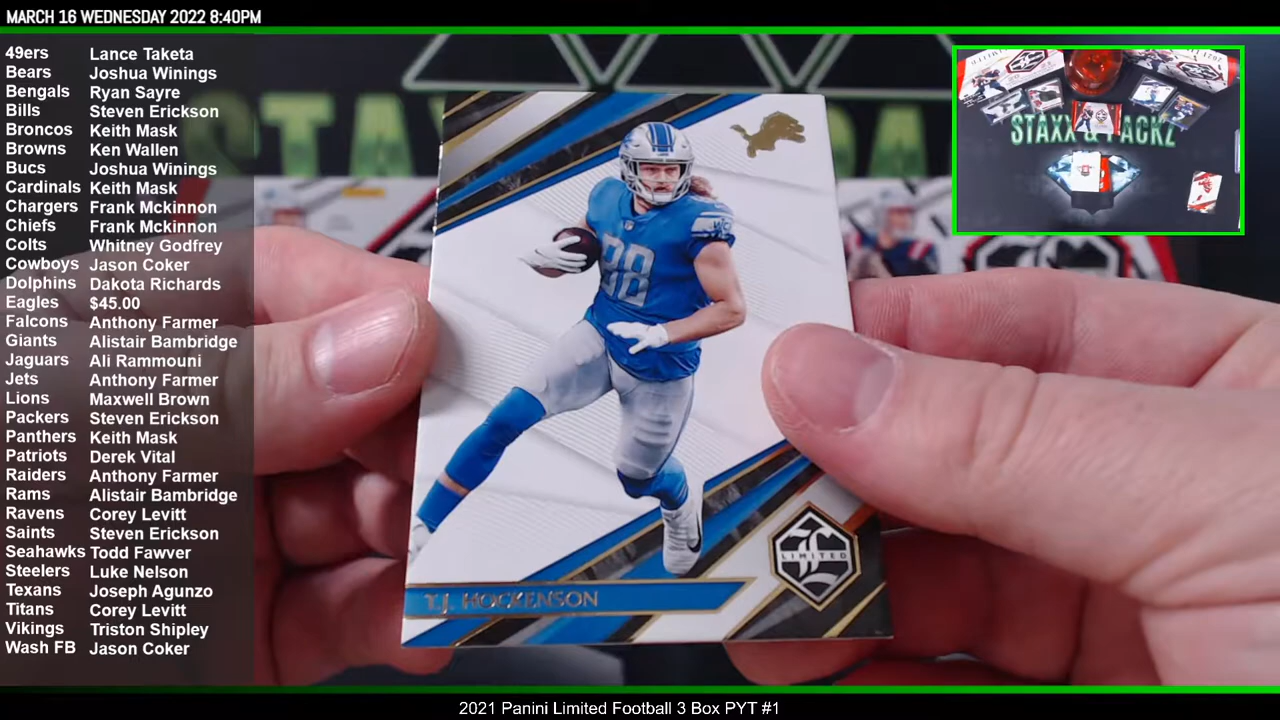 MARCH 16 WEDNESDAY 2022 8:40PM
49ers Lance Taketa
Bears Joshua Winings
Bengals Ryan Sayre
Bills Steven Erickson
Broncos Keith Mask
Browns Ken Wallen
Bucs Joshua Winings
Cardinals Keith Mask
Chargers Frank Mckinnon
Chiefs Frank Mckinnon
Colts Whitney Godfrey
Cowboys Jason Coker
Dolphins Dakota Richards
Eagles $45.00
Falcons Anthony Farmer
Giants Alistair Bambridge
Jaguars Ali Rammouni
Jets Anthony Farmer
Lions Maxwell Brown
Packers Steven Erickson
Panthers Keith Mask
Patriots Derek Vital
Raiders Anthony Farmer
Rams Alistair Bambridge
Ravens Corey Levitt
Saints Steven Erickson
Seahawks Todd Fawver
Steelers Luke Nelson
Texans Joseph Agunzo
Titans Corey Levitt
Vikings Triston Shipley
Wash FB Jason Coker
STAXX & PACKZ
88
LIMITED
T.J. HOCKENSON
2021 Panini Limited Football 3 Box PYT #1